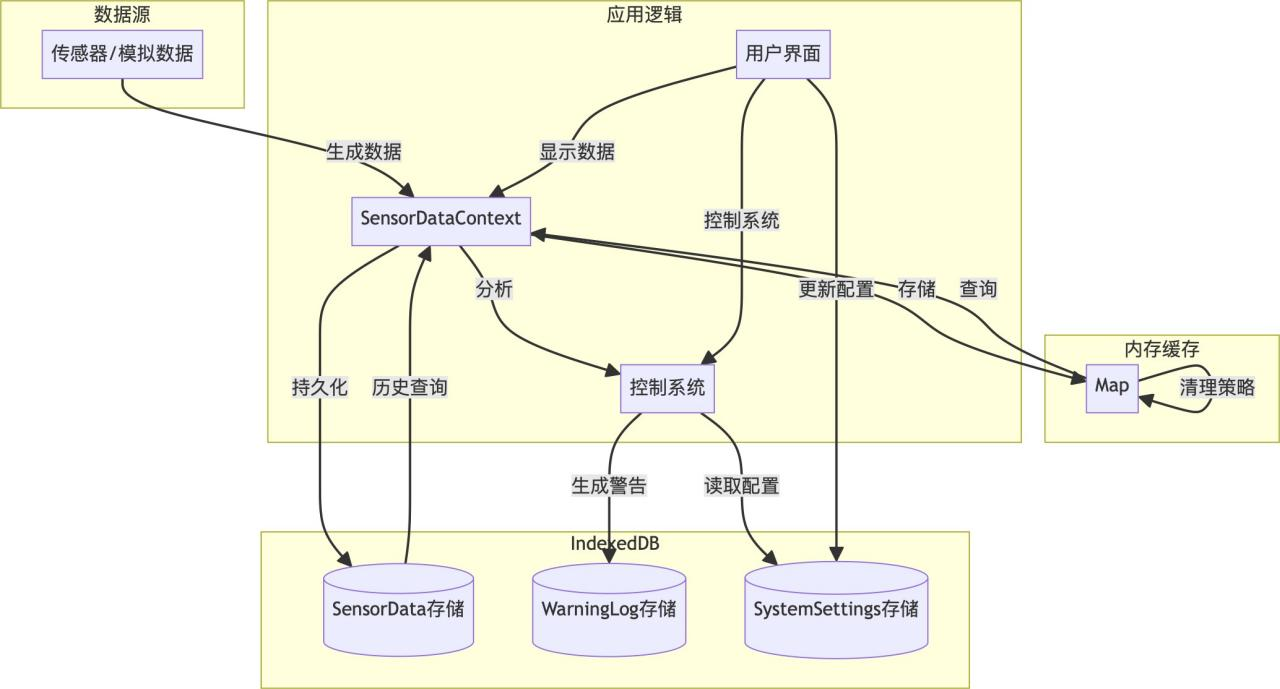 数据源
应用逻辑
传感器/模拟数据
用户界面
生成数据
显示数据
SensorDataContext
控制系统
分析
更新配置
存储
查询
内存缓存
Map
清理策略
持久化
历史查询
控制系统
生成警告
读取配置
IndexedDB
SensorData存储
WarningLog存储
SystemSettings存储